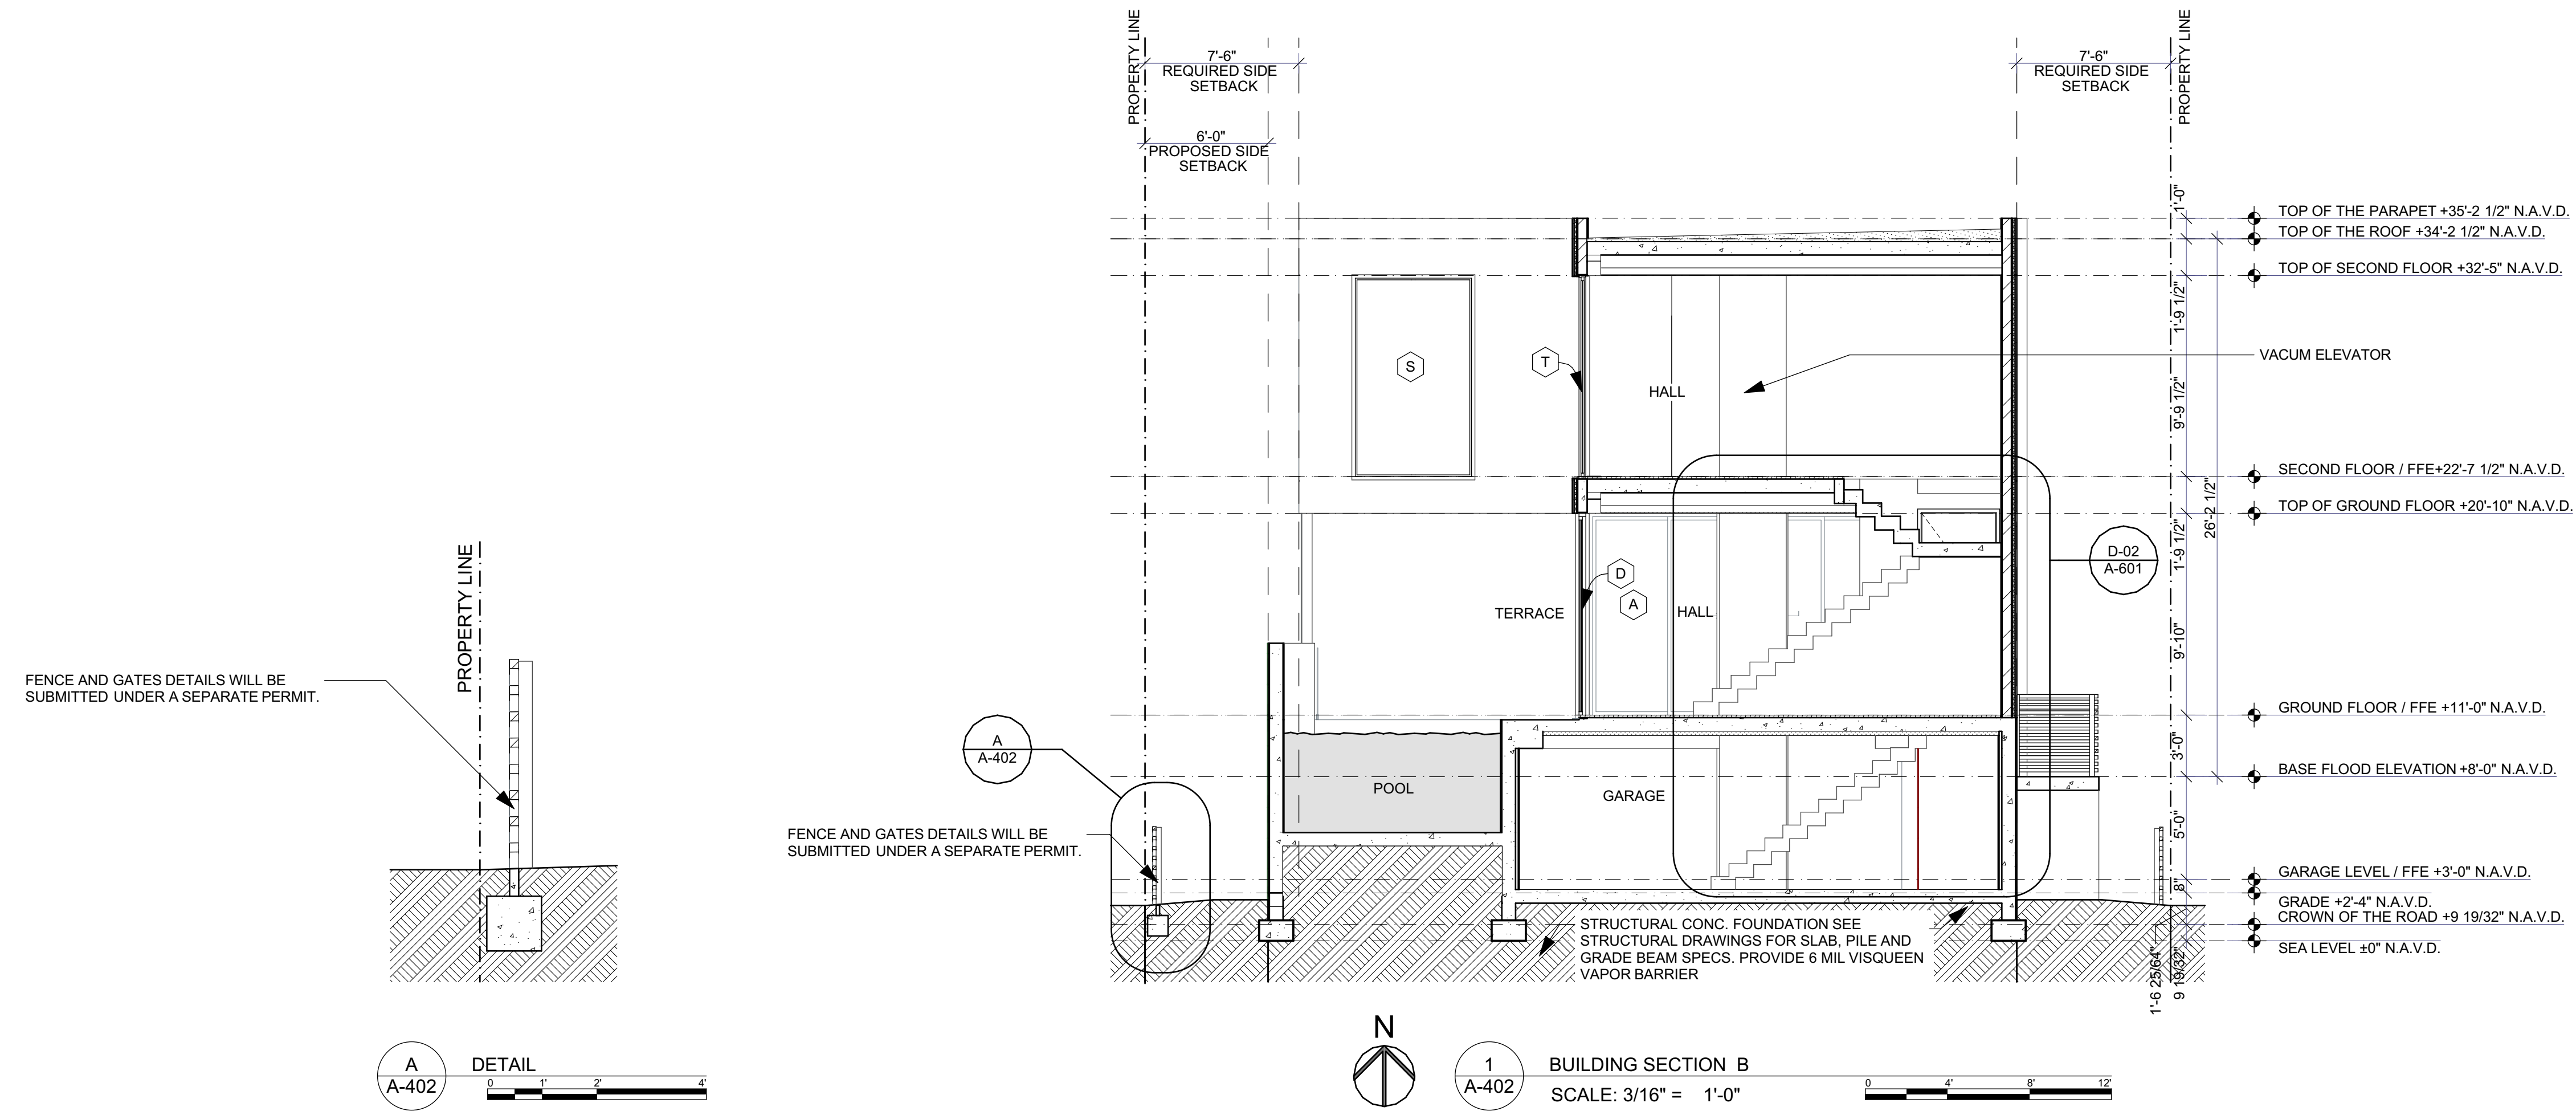 PROPERTY LINE
7'-6"
REQUIRED SIDE
SETBACK
6'-0"
PROPOSED SIDE
SETBACK
7'-6"
REQUIRED SIDE
SETBACK
PROPERTY LINE
1'-0"
TOP OF THE PARAPET +35'-2 1/2" N.A.V.D.
TOP OF THE ROOF +34'-2 1/2" N.A.V.D.
TOP OF SECOND FLOOR +32'-5" N.A.V.D.
1'-9 1/2"
VACUM ELEVATOR
S
T
HALL
9'-9 1/2"
SECOND FLOOR / FFE+22'-7 1/2" N.A.V.D.
TOP OF GROUND FLOOR +20'-10" N.A.V.D.
26'-2 1/2"
1'-9 1/2"
D-02
A-601
D
A
TERRACE
HALL
9'-10"
GROUND FLOOR / FFE +11'-0" N.A.V.D.
3'-0"
BASE FLOOD ELEVATION +8'-0" N.A.V.D.
POOL
GARAGE
5'-0"
GARAGE LEVEL / FFE +3'-0" N.A.V.D.
8"
GRADE +2'-4" N.A.V.D.
CROWN OF THE ROAD +9 19/32" N.A.V.D.
SEA LEVEL ±0" N.A.V.D.
1'-6 25/64"
9 19/32"
A
A-402
FENCE AND GATES DETAILS WILL BE
SUBMITTED UNDER A SEPARATE PERMIT.
STRUCTURAL CONC. FOUNDATION SEE
STRUCTURAL DRAWINGS FOR SLAB, PILE AND
GRADE BEAM SPECS. PROVIDE 6 MIL VISQUEEN
VAPOR BARRIER
PROPERTY LINE
FENCE AND GATES DETAILS WILL BE
SUBMITTED UNDER A SEPARATE PERMIT.
A
A-402
DETAIL
0 1' 2' 4'
N
1
A-402
BUILDING SECTION B
SCALE: 3/16" = 1'-0"
0 4' 8' 12'